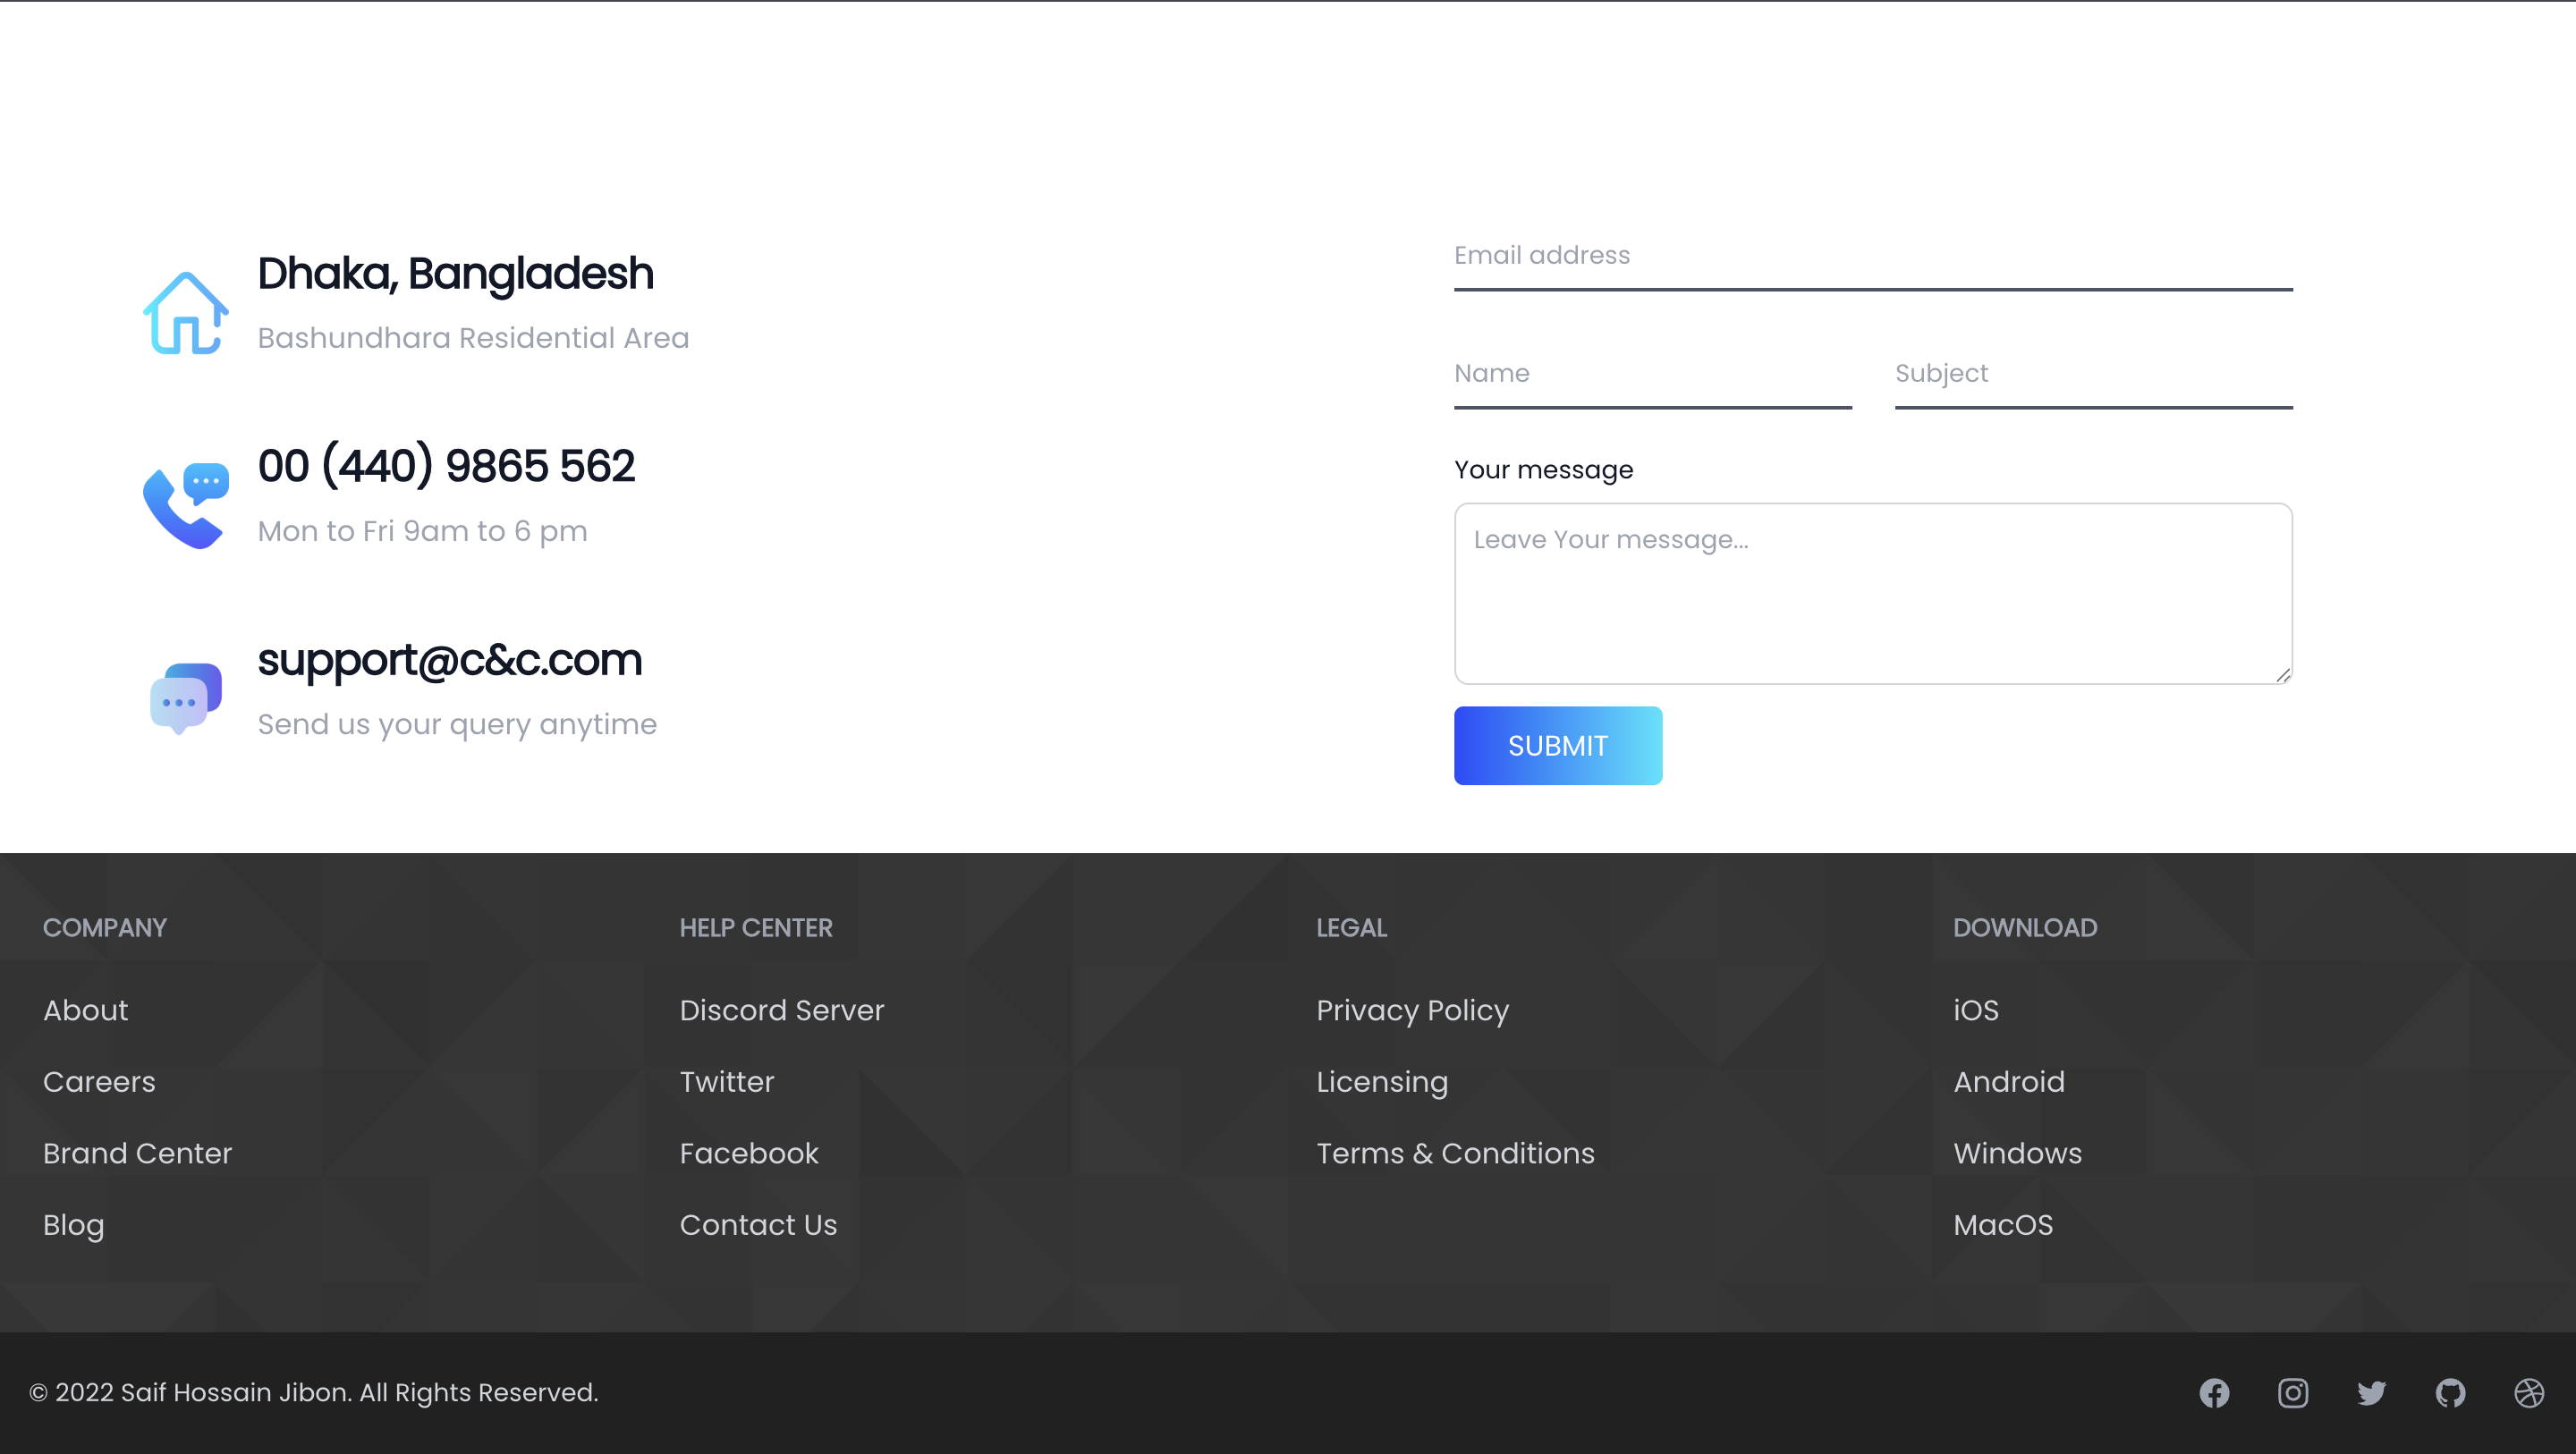 Dhaka, Bangladesh
Bashundhara Residential Area
00 (440) 9865 562
Mon to Fri 9am to 6 pm
support@c&c.com
Send us your query anytime
Email address
Name
Subject
Your message
Leave Your message...
SUBMIT
COMPANY
About
Careers
Brand Center
Blog
HELP CENTER
Discord Server
Twitter
Facebook
Contact Us
LEGAL
Privacy Policy
Licensing
Terms & Conditions
DOWNLOAD
iOS
Android
Windows
MacOS
© 2022 Saif Hossain Jibon. All Rights Reserved.